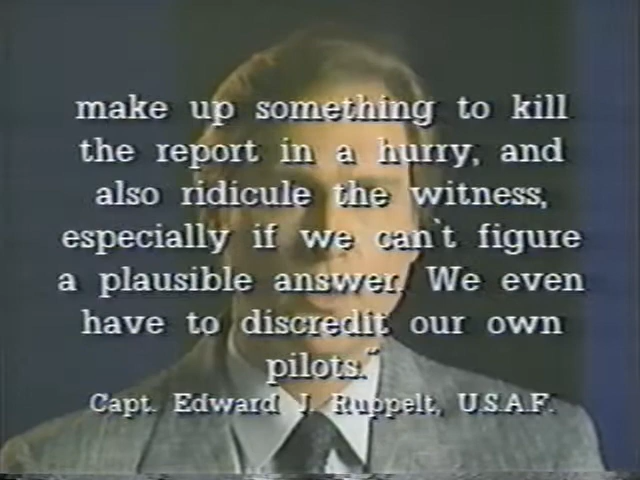 make up something to kill
the report in a hurry, and
also ridicule the witness,
especially if we can't figure
a plausible answer. We even
have to discredit our own
pilots."
Capt. Edward J. Ruppelt, U.S.A.F.